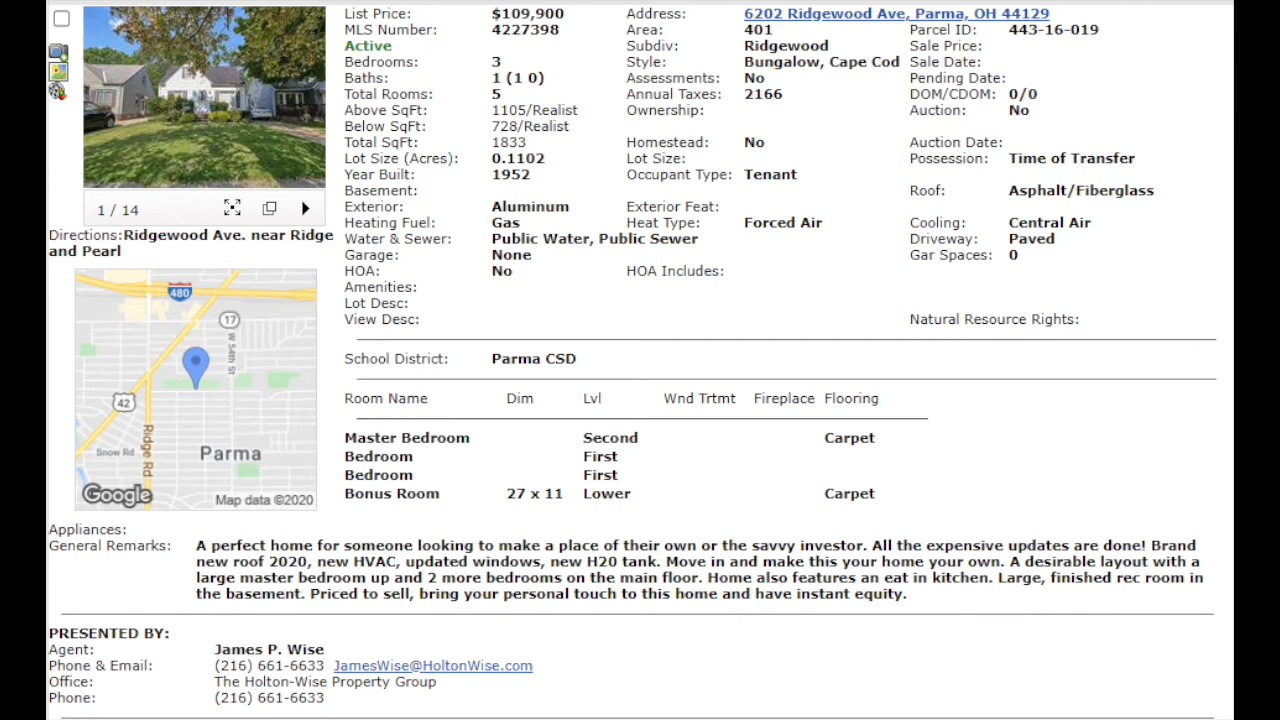 List Price: $109,900 Address: 6202 Ridgewood Ave, Parma, OH 44129
MLS Number: 4227398 Area: 401 Parcel ID: 443-16-019
Active Subdiv: Ridgewood Sale Price:
Bedrooms: 3 Style: Bungalow, Cape Cod Sale Date:
Baths: 1 (1 0) Assessments: No Pending Date:
Total Rooms: 5 Annual Taxes: 2166 DOM/CDOM: 0/0
Above SqFt: 1105/Realist Ownership: Auction: No
Below SqFt: 728/Realist
Total SqFt: 1833 Homestead: No Auction Date:
Lot Size (Acres): 0.1102 Lot Size: Possession: Time of Transfer
Year Built: 1952 Occupant Type: Tenant
Basement: Roof: Asphalt/Fiberglass
Exterior: Aluminum Exterior Feat:
Heating Fuel: Gas Heat Type: Forced Air Cooling: Central Air
Water & Sewer: Public Water, Public Sewer Driveway: Paved
Garage: None Gar Spaces: 0
HOA: No HOA Includes:
Amenities:
Lot Desc:
View Desc: Natural Resource Rights:
1 / 14
Directions:Ridgewood Ave. near Ridge
and Pearl
480
17
W 54th St
42
Ridge Rd
Snow Rd
Parma
Google Map data ©2020
School District: Parma CSD
Room Name Dim Lvl Wnd Trtmt Fireplace Flooring
Master Bedroom Second Carpet
Bedroom First
Bedroom First
Bonus Room 27 x 11 Lower Carpet
Appliances:
General Remarks: A perfect home for someone looking to make a place of their own or the savvy investor. All the expensive updates are done! Brand
new roof 2020, new HVAC, updated windows, new H20 tank. Move in and make this your home your own. A desirable layout with a
large master bedroom up and 2 more bedrooms on the main floor. Home also features an eat in kitchen. Large, finished rec room in
the basement. Priced to sell, bring your personal touch to this home and have instant equity.
PRESENTED BY:
Agent: James P. Wise
Phone & Email: (216) 661-6633 JamesWise@HoltonWise.com
Office: The Holton-Wise Property Group
Phone: (216) 661-6633